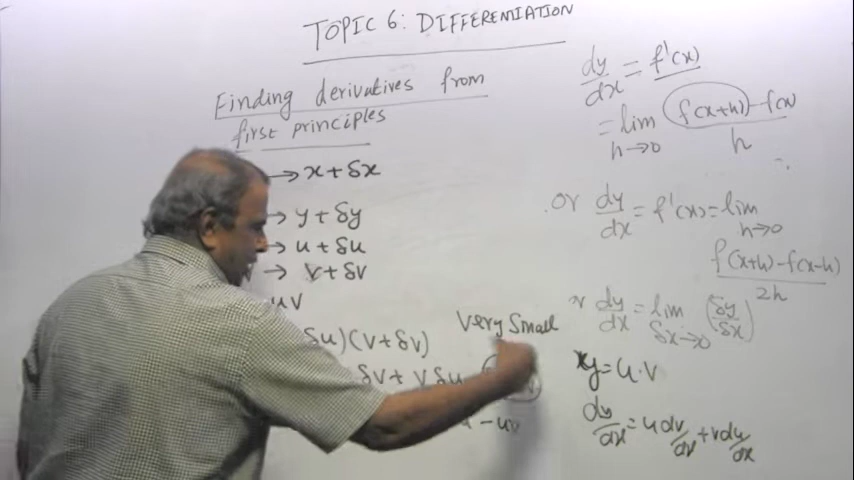 TOPIC 6: DIFFERENIATION
Finding derivatives from
first principles
→ x + δx
→ y + δy
→ u + δu
→ v + δv
uv
δu)(v+δv)
δv + vδu
- uv
Very Small
dy/dx = f'(x)
= lim h→0 f(x+h)-f(x) / h
or dy/dx = f'(x) = lim h→0
f(x+h)-f(x-h) / 2h
dy/dx = lim δx→0 (δy/δx)
y = u·v
dy/dx = u dv/dx + v du/dx